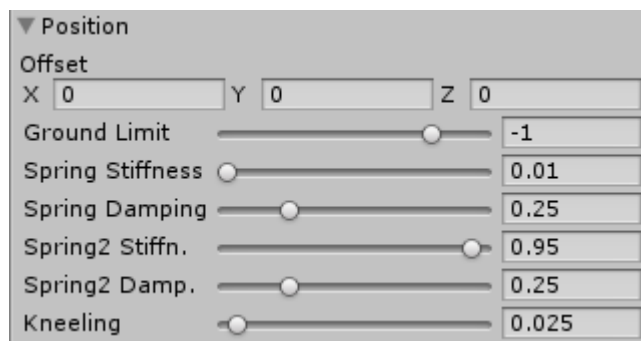 Position
Offset
X 0 Y 0 Z 0
Ground Limit -1
Spring Stiffness 0.01
Spring Damping 0.25
Spring2 Stiffn. 0.95
Spring2 Damp. 0.25
Kneeling 0.025